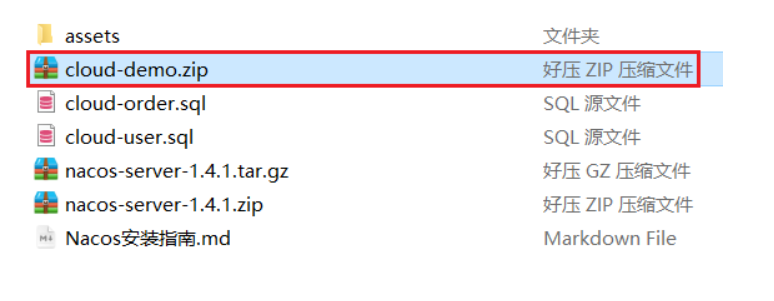 assets 文件夹
cloud-demo.zip 好压 ZIP 压缩文件
cloud-order.sql SQL 源文件
cloud-user.sql SQL 源文件
nacos-server-1.4.1.tar.gz 好压 GZ 压缩文件
nacos-server-1.4.1.zip 好压 ZIP 压缩文件
Nacos安装指南.md Markdown File